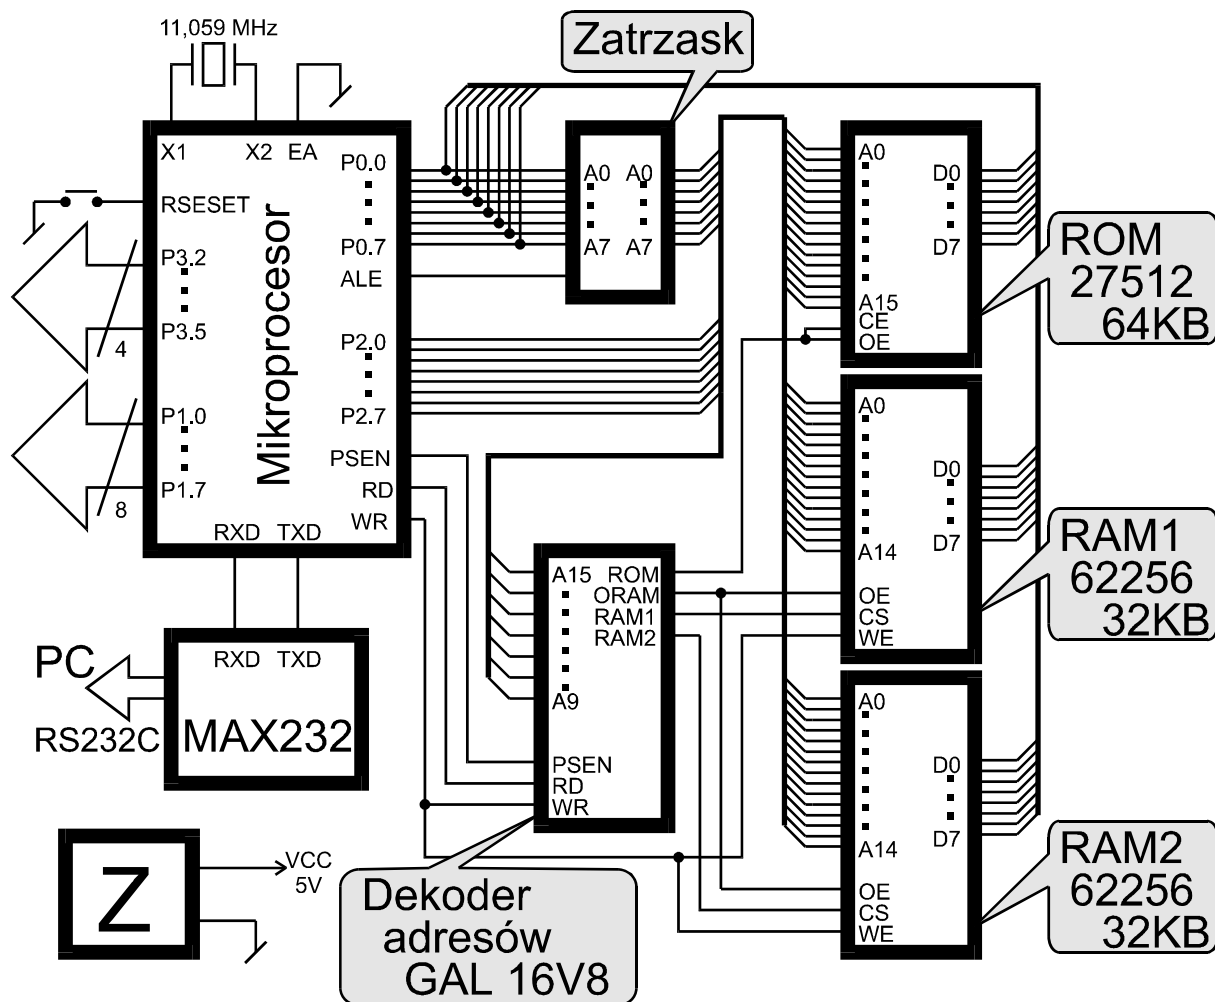 11,059 MHz
Zatrzask
X1
X2
EA
RSESET
P3.2
P3.5
4
P1.0
P1.7
8
Mikroprocesor
P0.0
P0.7
ALE
P2.0
P2.7
PSEN
RD
WR
RXD
TXD
A0
A7
A0
A7
A0
A15
CE
OE
D0
D7
ROM
27512
64KB
A0
A14
OE
CS
WE
D0
D7
RAM1
62256
32KB
A15
A9
PSEN
RD
WR
ROM
ORAM
RAM1
RAM2
Dekoder
adresów
GAL 16V8
RXD
TXD
MAX232
PC
RS232C
Z
VCC
5V
A0
A14
OE
CS
WE
D0
D7
RAM2
62256
32KB